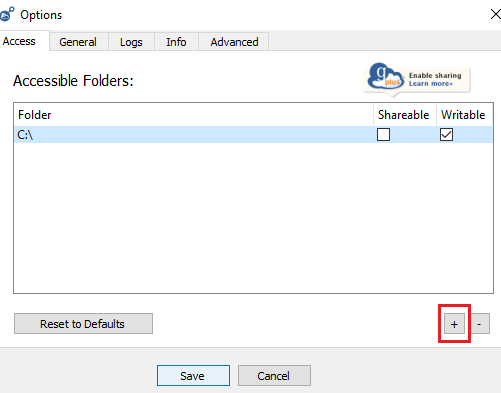 Options
Access General Logs Info Advanced
Accessible Folders:
g plus Enable sharing
Learn more»
Folder Shareable Writable
C:\
Reset to Defaults + -
Save Cancel